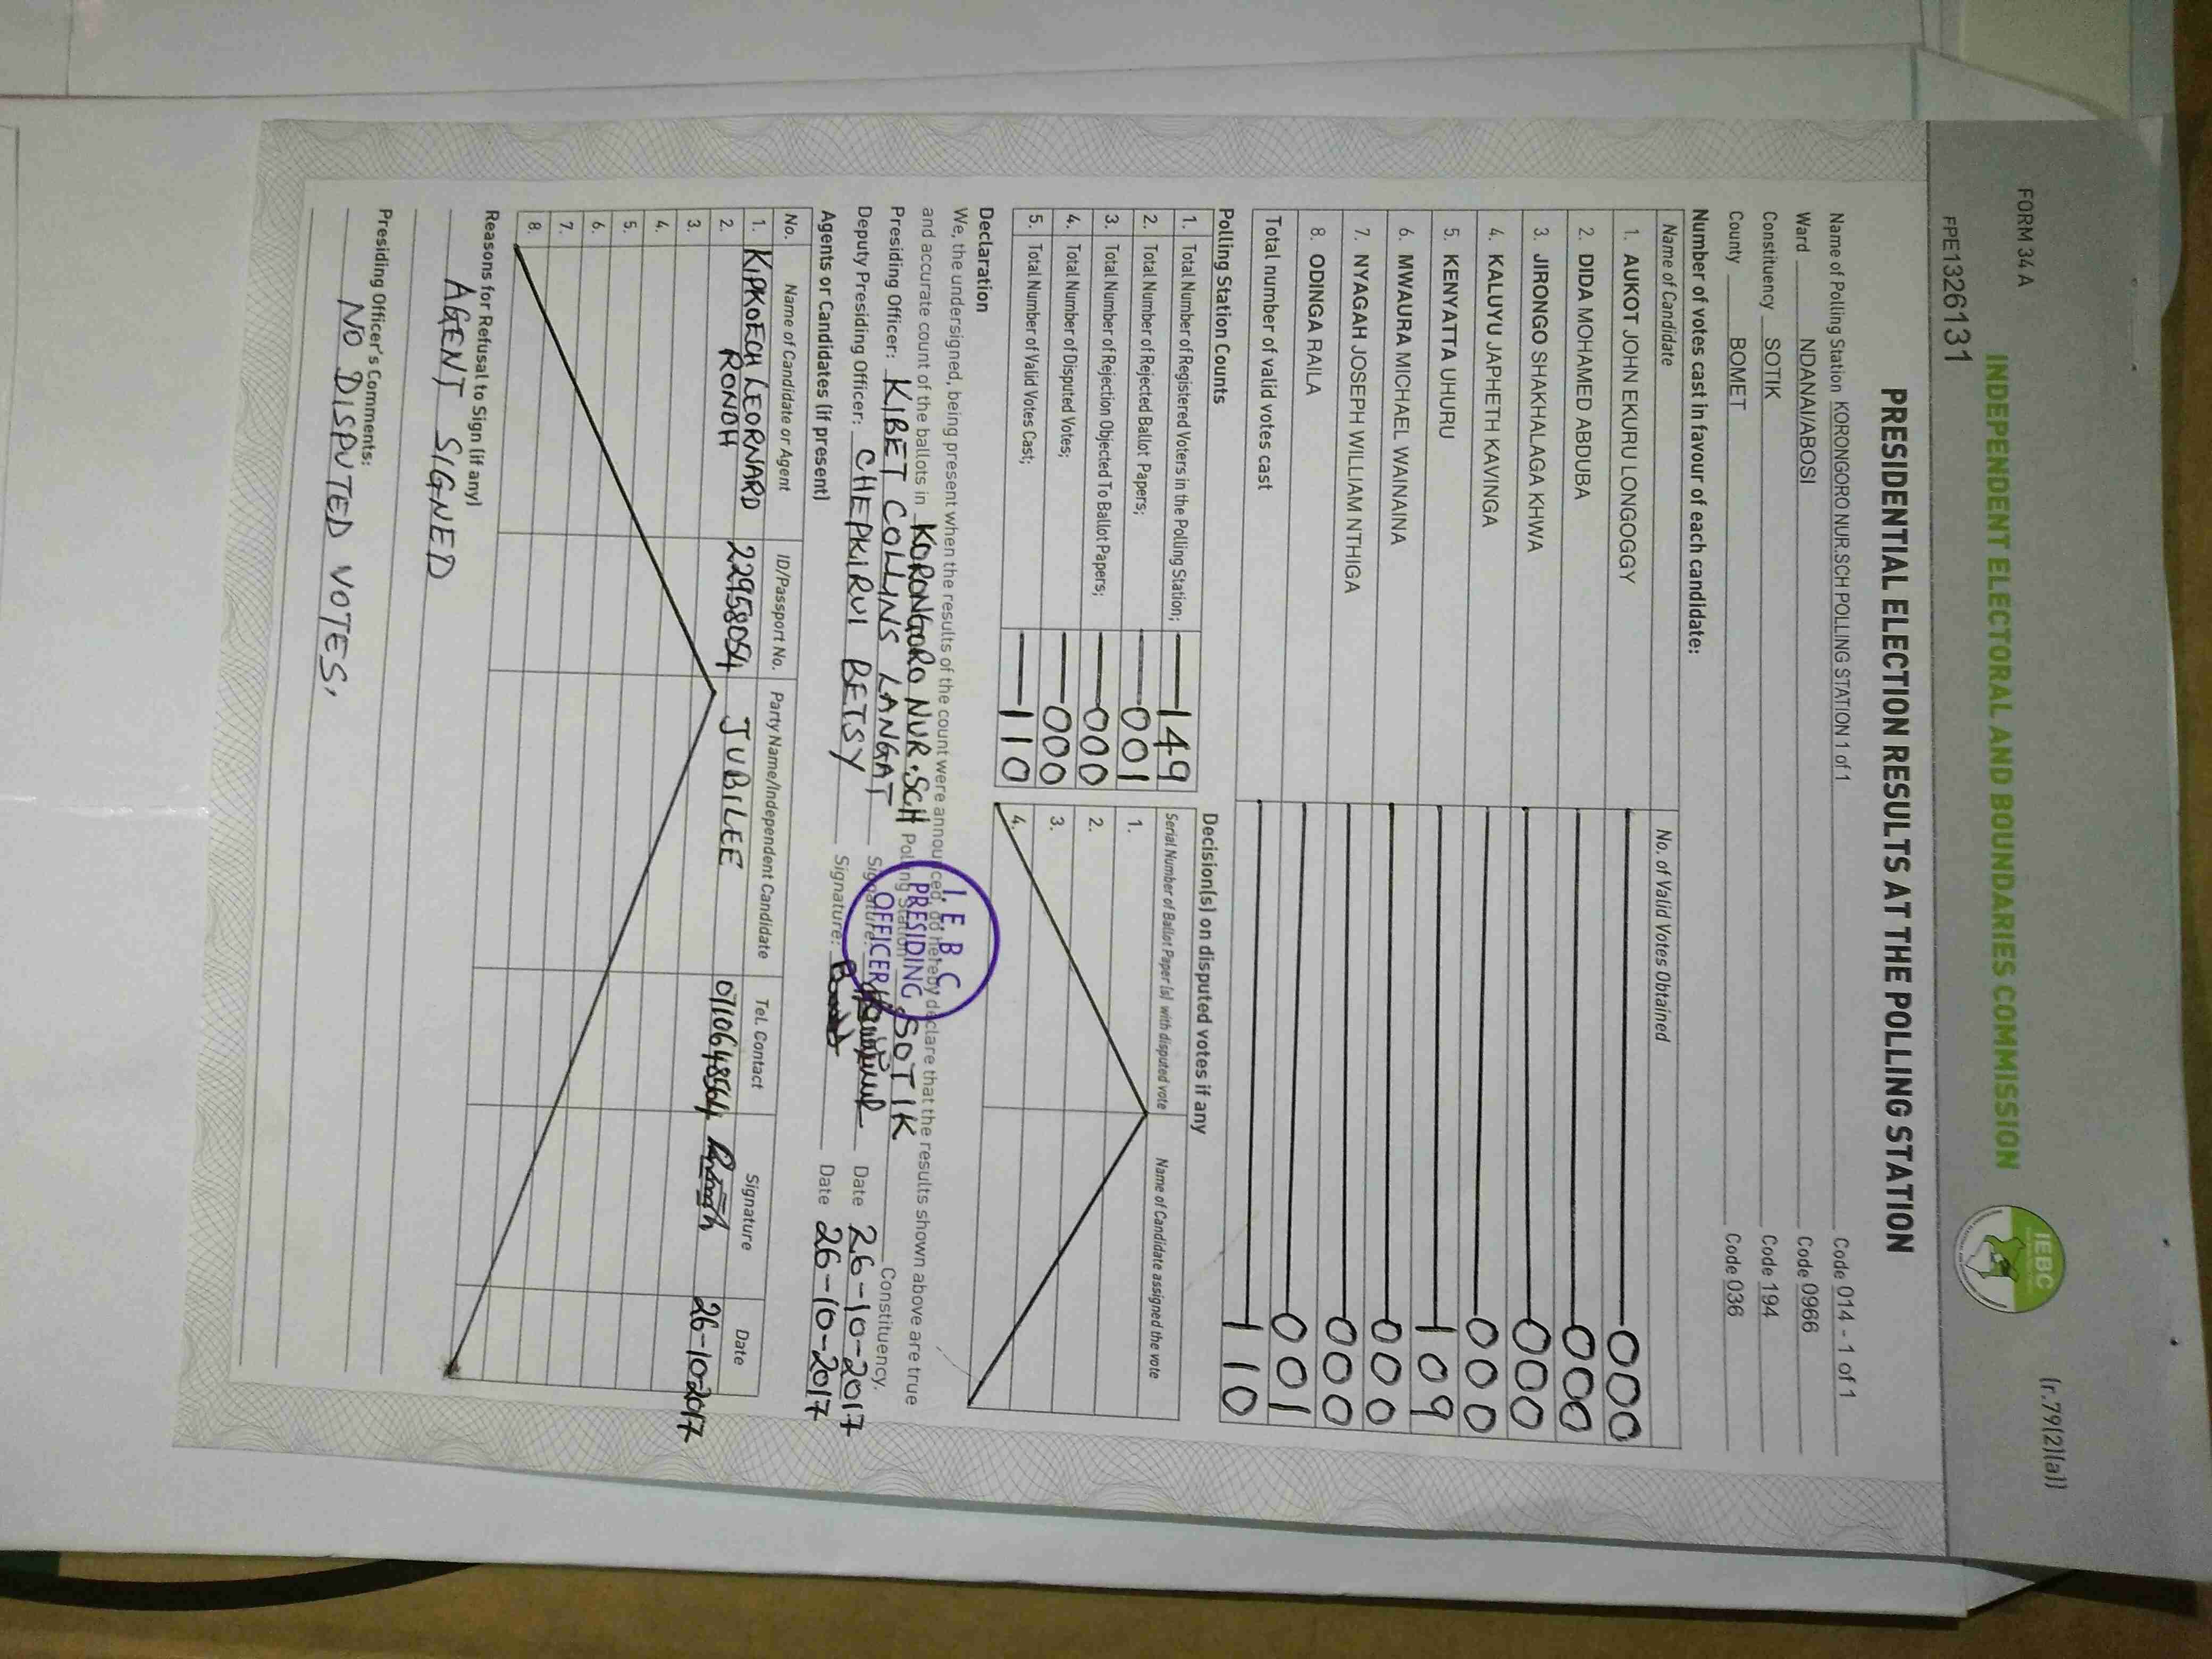 FORM 34 A
(r.79(2)(a))
INDEPENDENT ELECTORAL AND BOUNDARIES COMMISSION
IEBC
FPE1326131
PRESIDENTIAL ELECTION RESULTS AT THE POLLING STATION
Name of Polling Station KORONGORO NUR.SCH POLLING STATION 1 of 1 Code 014 - 1 of 1
Ward NDANAI/ABOSI Code 0966
Constituency SOTIK Code 194
County BOMET Code 036
Number of votes cast in favour of each candidate:
Name of Candidate No. of Valid Votes Obtained
1. AUKOT JOHN EKURU LONGOGGY 000
2. DIDA MOHAMED ABDUBA 000
3. JIRONGO SHAKHALAGA KHWA 000
4. KALUYU JAPHETH KAVINGA 000
5. KENYATTA UHURU 109
6. MWAURA MICHAEL WAINAINA 000
7. NYAGAH JOSEPH WILLIAM NTHIGA 000
8. ODINGA RAILA 001
Total number of valid votes cast 110
Polling Station Counts
1. Total Number of Registered Voters in the Polling Station; 149
2. Total Number of Rejected Ballot Papers; 001
3. Total Number of Rejection Objected To Ballot Papers; 000
4. Total Number of Disputed Votes; 000
5. Total Number of Valid Votes Cast; 110
Decision(s) on disputed votes if any
Serial Number of Ballot Paper (s) with disputed vote Name of Candidate assigned the vote
1.
2.
3.
4.
Declaration
We, the undersigned, being present when the results of the count were announced, do hereby declare that the results shown above are true
and accurate count of the ballots in KORONGORO NUR.SCH Polling Station SOTIK Constituency.
Presiding Officer: KIBET COLLINS LANGAT Signature: Date 26-10-2017
Deputy Presiding Officer: CHEPKIRUI BETSY Signature: Date 26-10-2017
I.E.B.C
PRESIDING
OFFICER
Agents or Candidates (if present)
No. Name of Candidate or Agent ID/Passport No. Party Name/Independent Candidate Tel. Contact Signature Date
1. KIPKOECH LEORNARD
2. RONOH 22958054 JUBILEE 0710648564 26-10-2017
3.
4.
5.
6.
7.
8.
Reasons for Refusal to Sign (if any)
AGENT SIGNED
Presiding Officer's Comments:
NO DISPUTED VOTES.